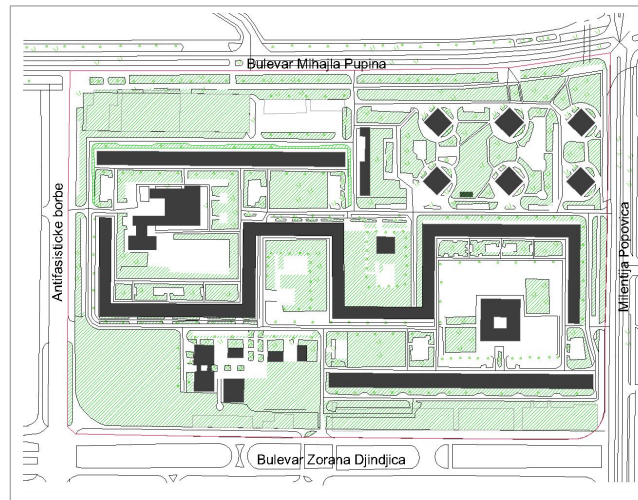 Bulevar Mihajla Pupina
Antifasisticke borbe
Milentija Popovica
Bulevar Zorana Djindjica